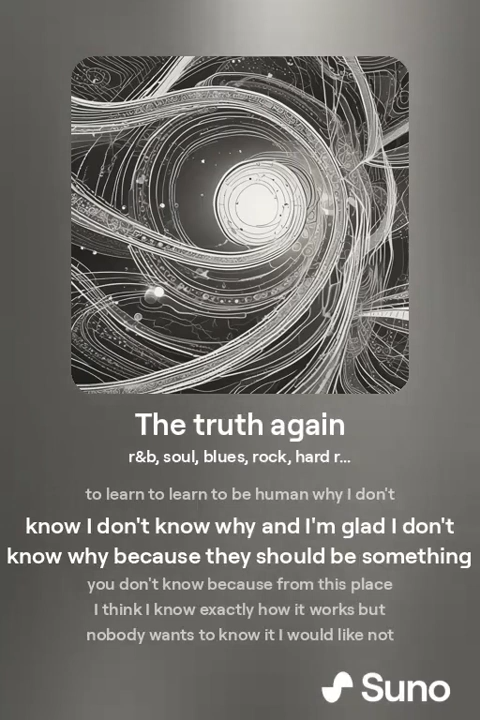 The truth again
r&b, soul, blues, rock, hard r...
to learn to learn to be human why I don't
know I don't know why and I'm glad I don't
know why because they should be something
you don't know because from this place
I think I know exactly how it works but
nobody wants to know it I would like not
Suno